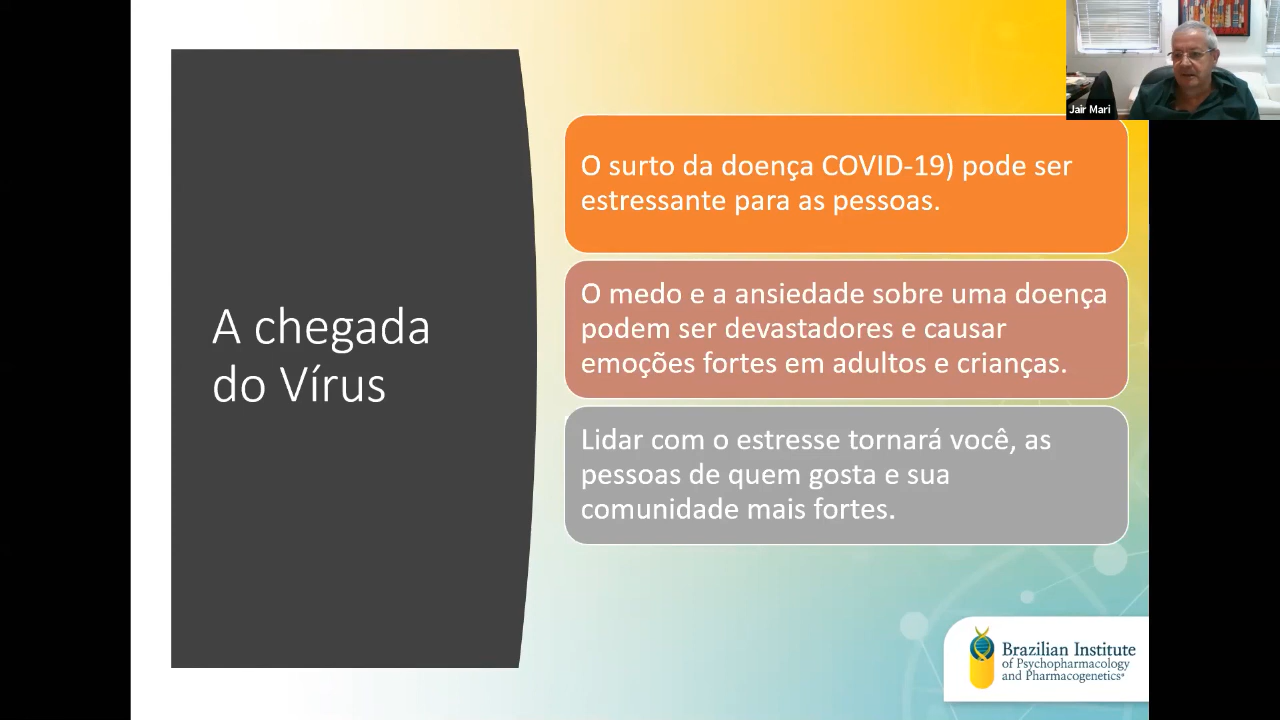 Jair Mari
A chegada
do Vírus
O surto da doença COVID-19) pode ser
estressante para as pessoas.
O medo e a ansiedade sobre uma doença
podem ser devastadores e causar
emoções fortes em adultos e crianças.
Lidar com o estresse tornará você, as
pessoas de quem gosta e sua
comunidade mais fortes.
Brazilian Institute
of Psychopharmacology
and Pharmacogenetics®